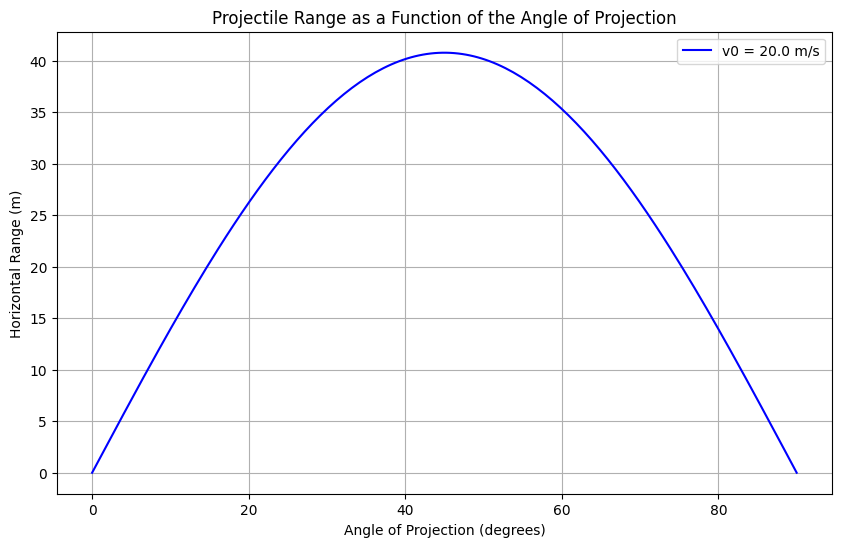 Projectile Range as a Function of the Angle of Projection
v0 = 20.0 m/s
Horizontal Range (m)
40
35
30
25
20
15
10
5
0
0 20 40 60 80
Angle of Projection (degrees)